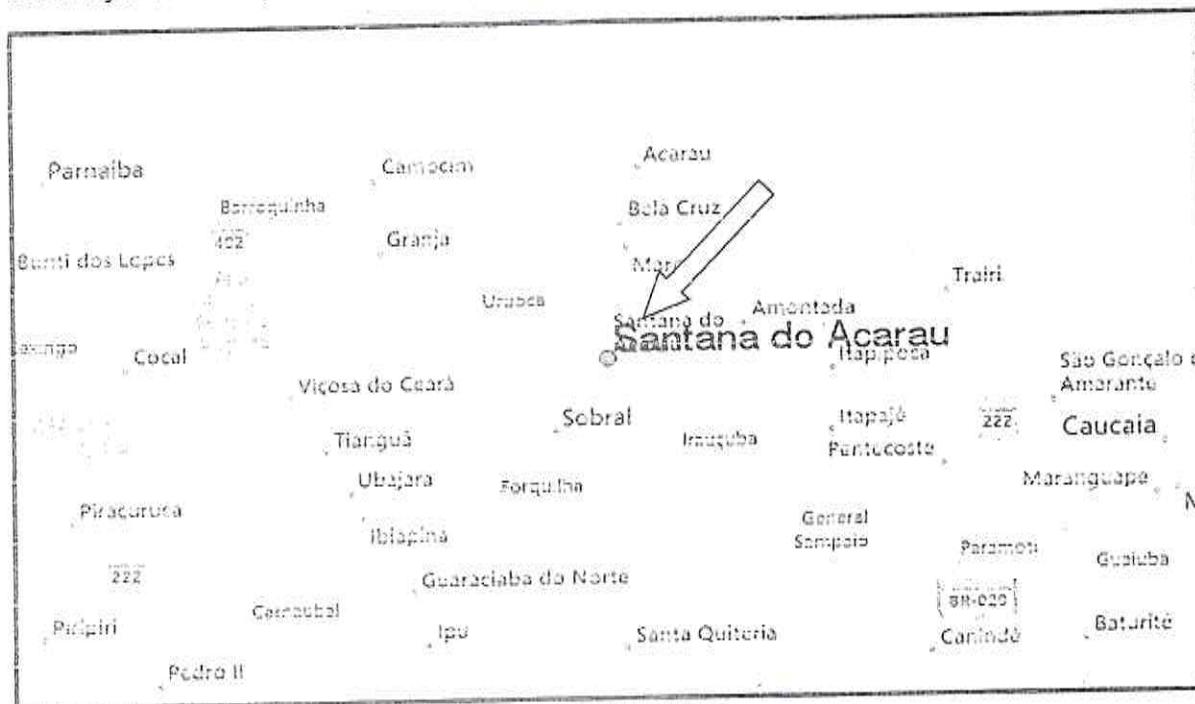 Acarau
Parnaíba
Camocim
Barroquinha
Bela Cruz
402
Granja
Buriti dos Lopes
Trairi
Uruoca
Amontada
Santana do
Santana do Acarau
Cocal
Itapipoca
São Gonçalo
Amarante
Viçosa do Ceará
Sobral
Itapajé
222
Caucaia
Tianguá
Irauçuba
Pentecoste
Ubajara
Forquilha
Maranguape
Piracuruca
General
Sampaio
Ibiapina
Paramoti
Guaiuba
222
Guaraciaba do Norte
BR-020
Carnaubal
Piripiri
Ipu
Santa Quiteria
Canindé
Baturité
Pedro II